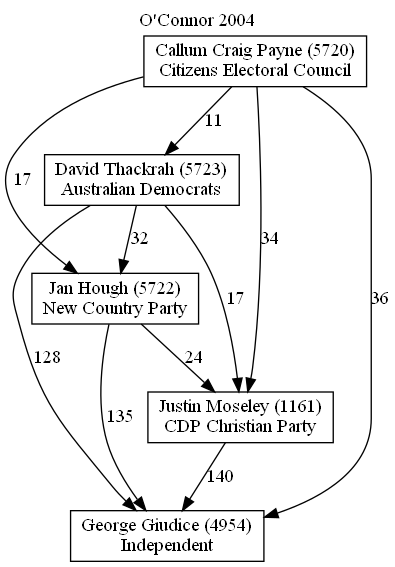 O'Connor 2004
Callum Craig Payne (5720)
Citizens Electoral Council
11
David Thackrah (5723)
Australian Democrats
17
32
34
Jan Hough (5722)
New Country Party
17
36
128
24
135
Justin Moseley (1161)
CDP Christian Party
140
George Giudice (4954)
Independent